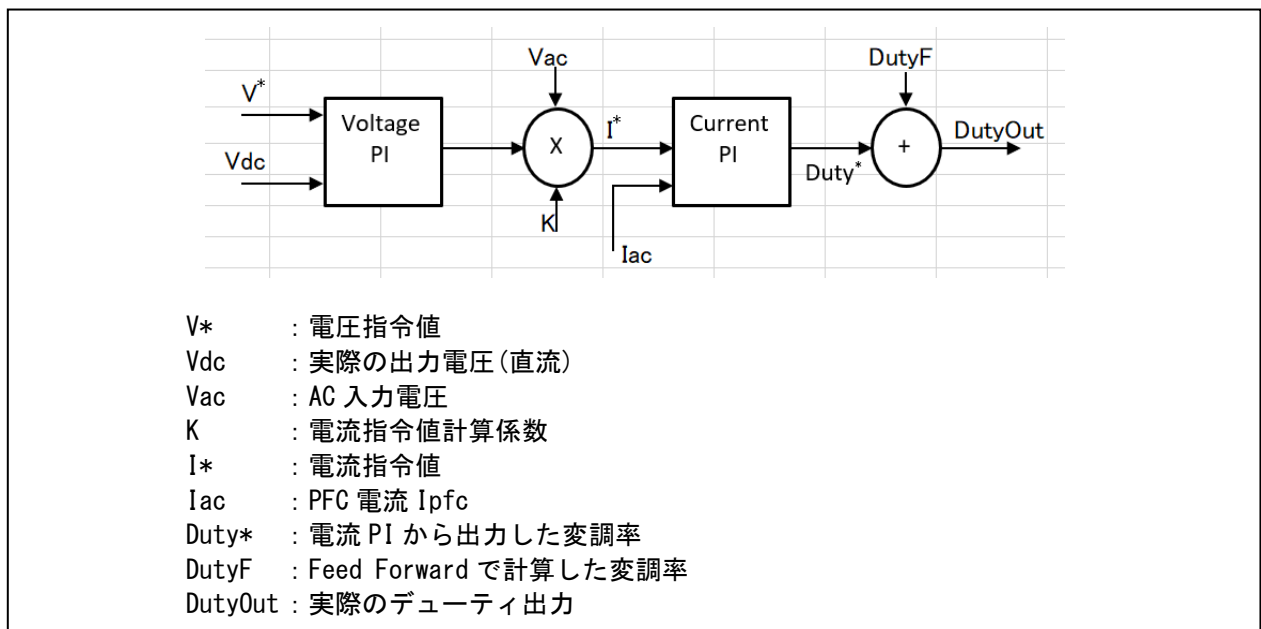 Vac
DutyF
V*
Voltage
PI
X
I*
Current
PI
+
DutyOut
Vdc
Duty*
K
Iac
V* : 電圧指令値
Vdc : 実際の出力電圧(直流)
Vac : AC 入力電圧
K : 電流指令値計算係数
I* : 電流指令値
Iac : PFC 電流 Ipfc
Duty* : 電流 PI から出力した変調率
DutyF : Feed Forward で計算した変調率
DutyOut : 実際のデューティ出力